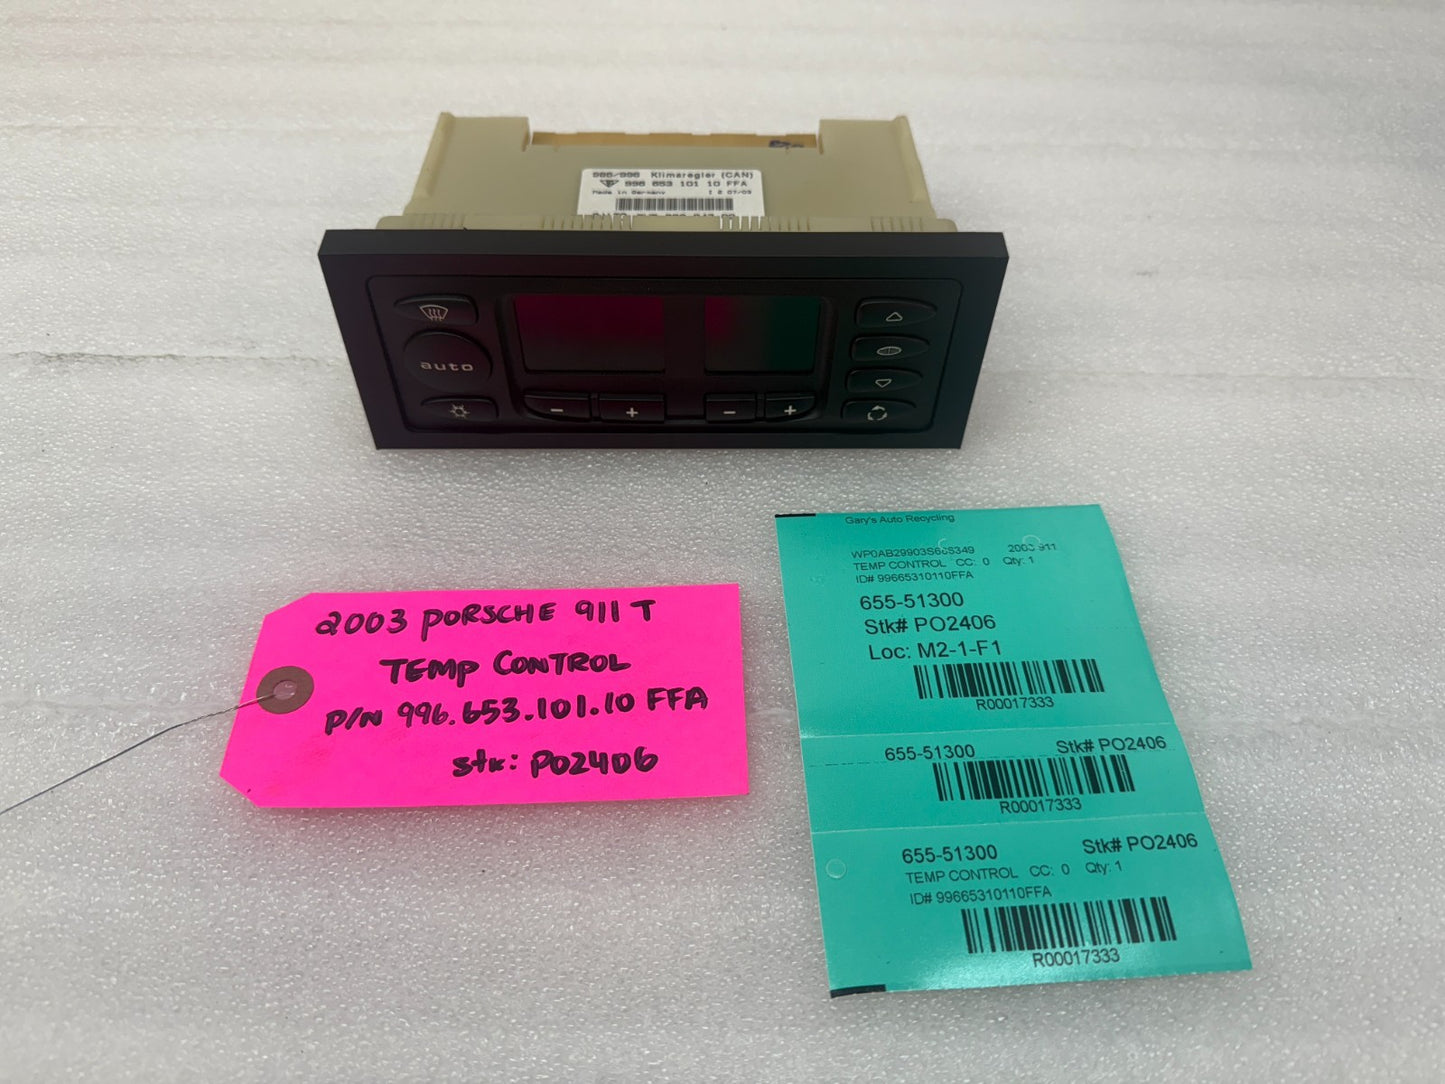 986/996 Klimaregler (CAN)
996 653 101 10 FFA
Made in Germany
auto
- + - +
2003 PORSCHE 911 T
TEMP CONTROL
P/N 996.653.101.10 FFA
stk: PO2406
Gary's Auto Recycling
2003 911
TEMP CONTROL CC: 0 Qty: 1
ID# 99665310110FFA
655-51300
Stk# PO2406
Loc: M2-1-F1
R00017333
655-51300 Stk# PO2406
R00017333
655-51300 Stk# PO2406
TEMP CONTROL CC: 0 Qty: 1
ID# 99665310110FFA
R00017333